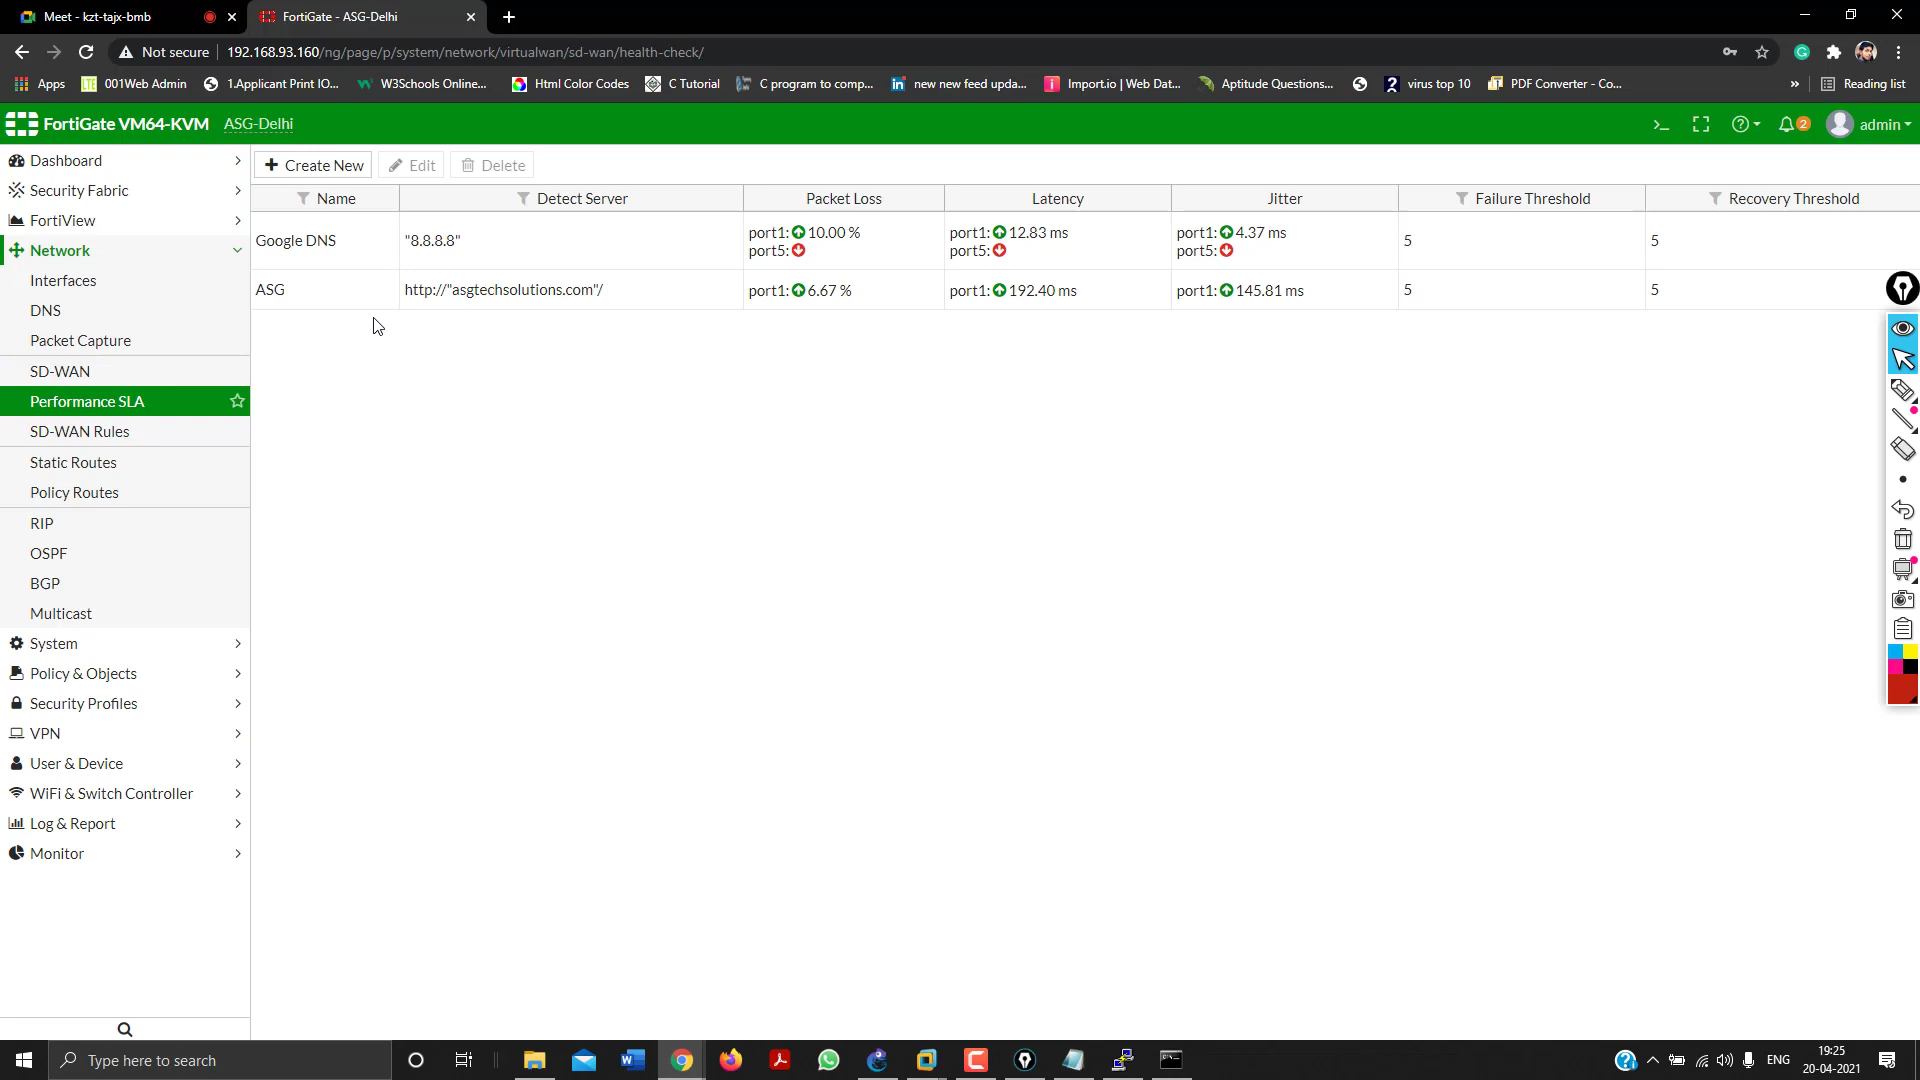 Meet - kzt-tajx-bmb
FortiGate - ASG-Delhi
Not secure
192.168.93.160/ng/page/p/system/network/virtualwan/sd-wan/health-check/
Apps
001Web Admin
1.Applicant Print IO...
W3Schools Online...
Html Color Codes
C Tutorial
C program to comp...
new new feed upda...
Import.io | Web Dat...
Aptitude Questions...
virus top 10
PDF Converter - Co...
»
Reading list
FortiGate VM64-KVM
ASG-Delhi
2
admin
Dashboard
Security Fabric
FortiView
Network
Interfaces
DNS
Packet Capture
SD-WAN
Performance SLA
SD-WAN Rules
Static Routes
Policy Routes
RIP
OSPF
BGP
Multicast
System
Policy & Objects
Security Profiles
VPN
User & Device
WiFi & Switch Controller
Log & Report
Monitor
+ Create New
Edit
Delete
Name
Detect Server
Packet Loss
Latency
Jitter
Failure Threshold
Recovery Threshold
Google DNS
"8.8.8.8"
port1: 10.00 %
port5:
port1: 12.83 ms
port5:
port1: 4.37 ms
port5:
5
5
ASG
http://"asgtechsolutions.com"/
port1: 6.67 %
port1: 192.40 ms
port1: 145.81 ms
5
5
Type here to search
ENG
19:25
20-04-2021